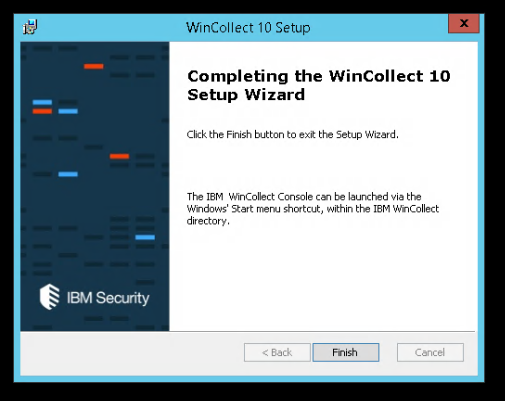 WinCollect 10 Setup
x
Completing the WinCollect 10
Setup Wizard
Click the Finish button to exit the Setup Wizard.
The IBM WinCollect Console can be launched via the
Windows' Start menu shortcut, within the IBM WinCollect
directory.
IBM Security
< Back
Finish
Cancel